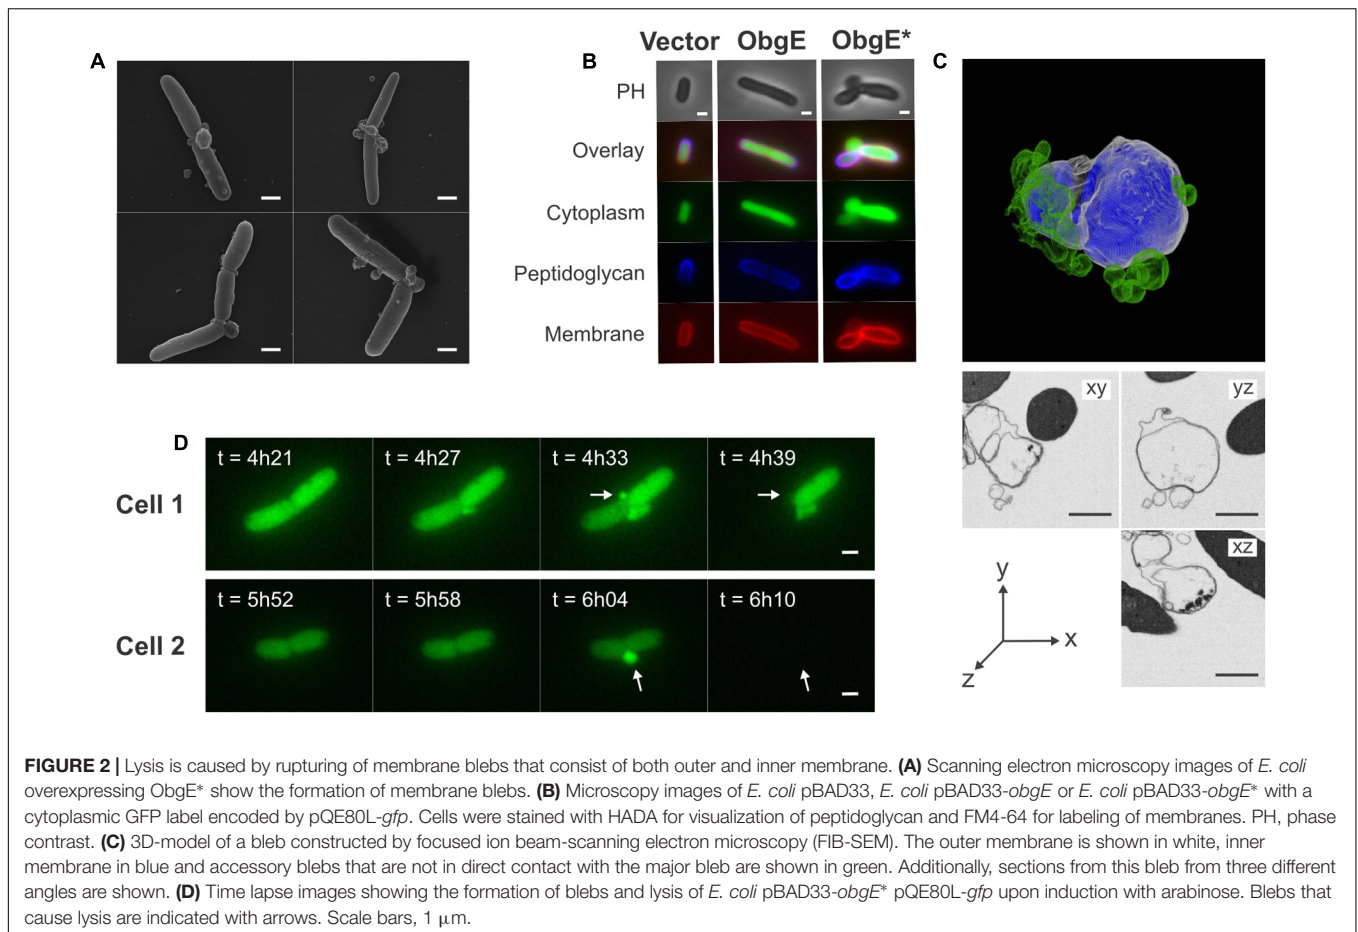 A
B
C
Vector ObgE ObgE*
PH
Overlay
Cytoplasm
Peptidoglycan
Membrane
xy
yz
xz
y
x
z
D
Cell 1
t = 4h21
t = 4h27
t = 4h33
t = 4h39
Cell 2
t = 5h52
t = 5h58
t = 6h04
t = 6h10
FIGURE 2 | Lysis is caused by rupturing of membrane blebs that consist of both outer and inner membrane. (A) Scanning electron microscopy images of E. coli
overexpressing ObgE* show the formation of membrane blebs. (B) Microscopy images of E. coli pBAD33, E. coli pBAD33-obgE or E. coli pBAD33-obgE* with a
cytoplasmic GFP label encoded by pQE80L-gfp. Cells were stained with HADA for visualization of peptidoglycan and FM4-64 for labeling of membranes. PH, phase
contrast. (C) 3D-model of a bleb constructed by focused ion beam-scanning electron microscopy (FIB-SEM). The outer membrane is shown in white, inner
membrane in blue and accessory blebs that are not in direct contact with the major bleb are shown in green. Additionally, sections from this bleb from three different
angles are shown. (D) Time lapse images showing the formation of blebs and lysis of E. coli pBAD33-obgE* pQE80L-gfp upon induction with arabinose. Blebs that
cause lysis are indicated with arrows. Scale bars, 1 μm.